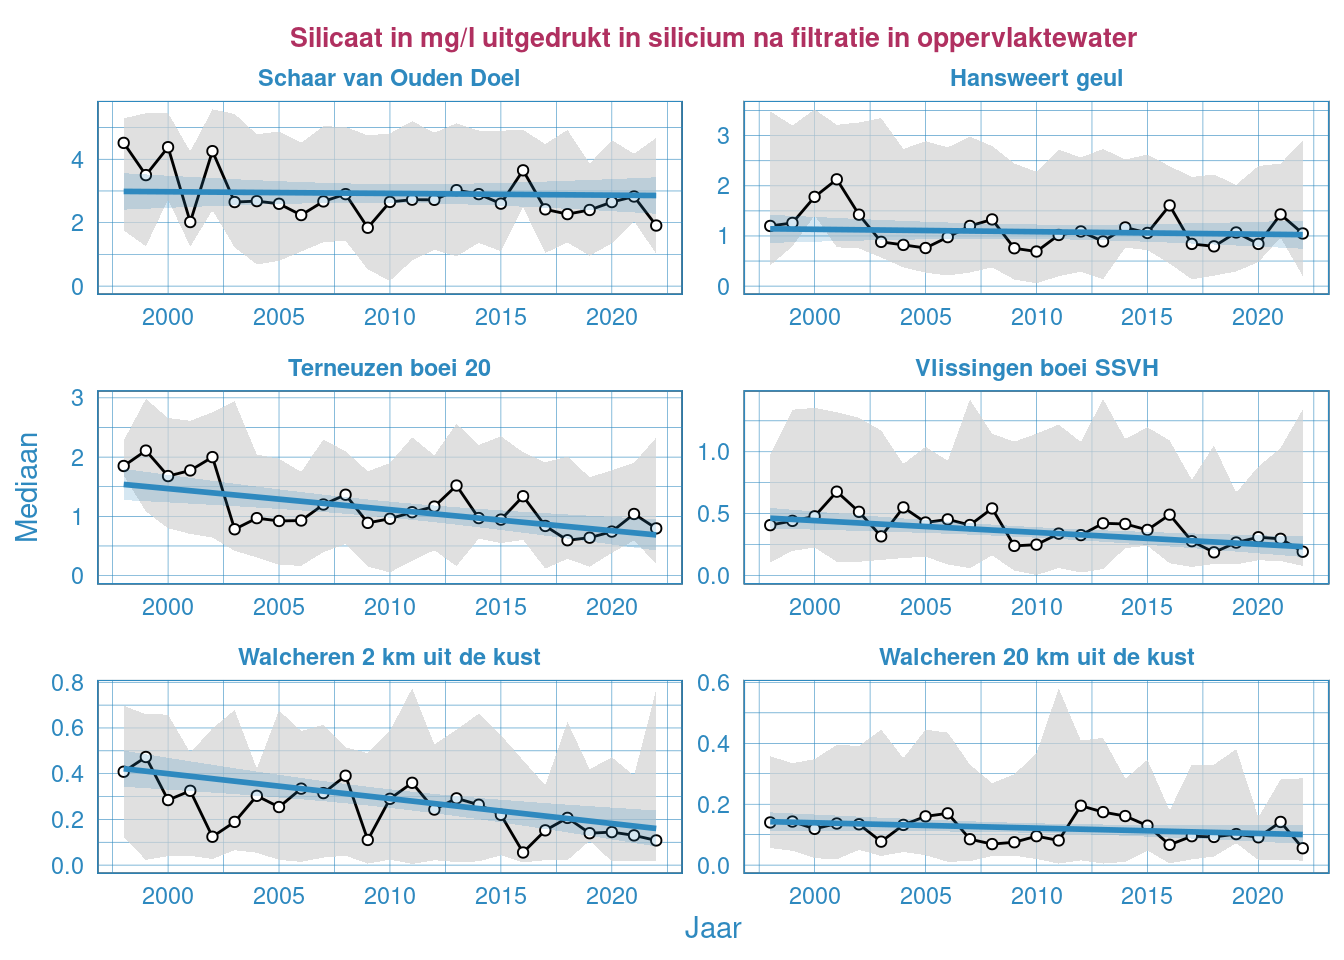 Silicaat in mg/l uitgedrukt in silicium na filtratie in oppervlaktewater
Schaar van Ouden Doel
Hansweert geul
4
2
0
3
2
1
0
2000 2005 2010 2015 2020
2000 2005 2010 2015 2020
Terneuzen boei 20
Vlissingen boei SSVH
3
2
1
0
1.0
0.5
0.0
2000 2005 2010 2015 2020
2000 2005 2010 2015 2020
Walcheren 2 km uit de kust
Walcheren 20 km uit de kust
0.8
0.6
0.4
0.2
0.0
0.6
0.4
0.2
0.0
2000 2005 2010 2015 2020
2000 2005 2010 2015 2020
Mediaan
Jaar